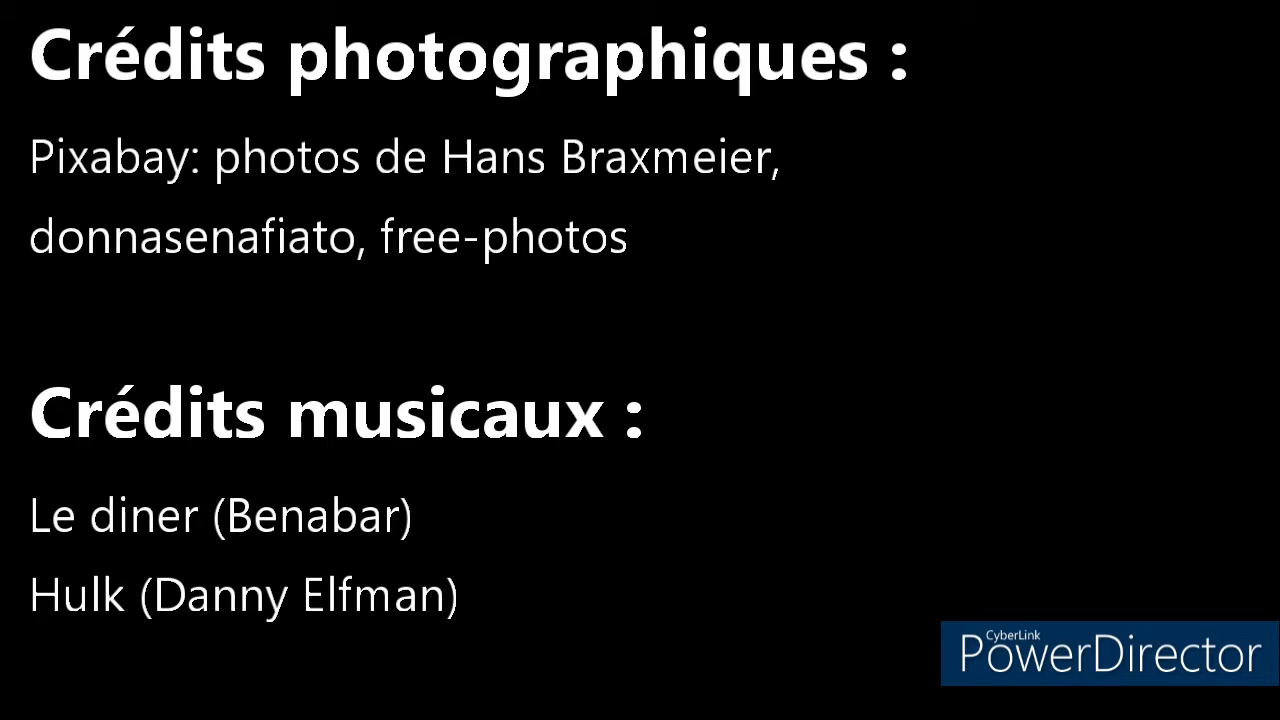 Crédits photographiques :
Pixabay: photos de Hans Braxmeier,
donnasenafiato, free-photos
Crédits musicaux :
Le diner (Benabar)
Hulk (Danny Elfman)
CyberLink
PowerDirector